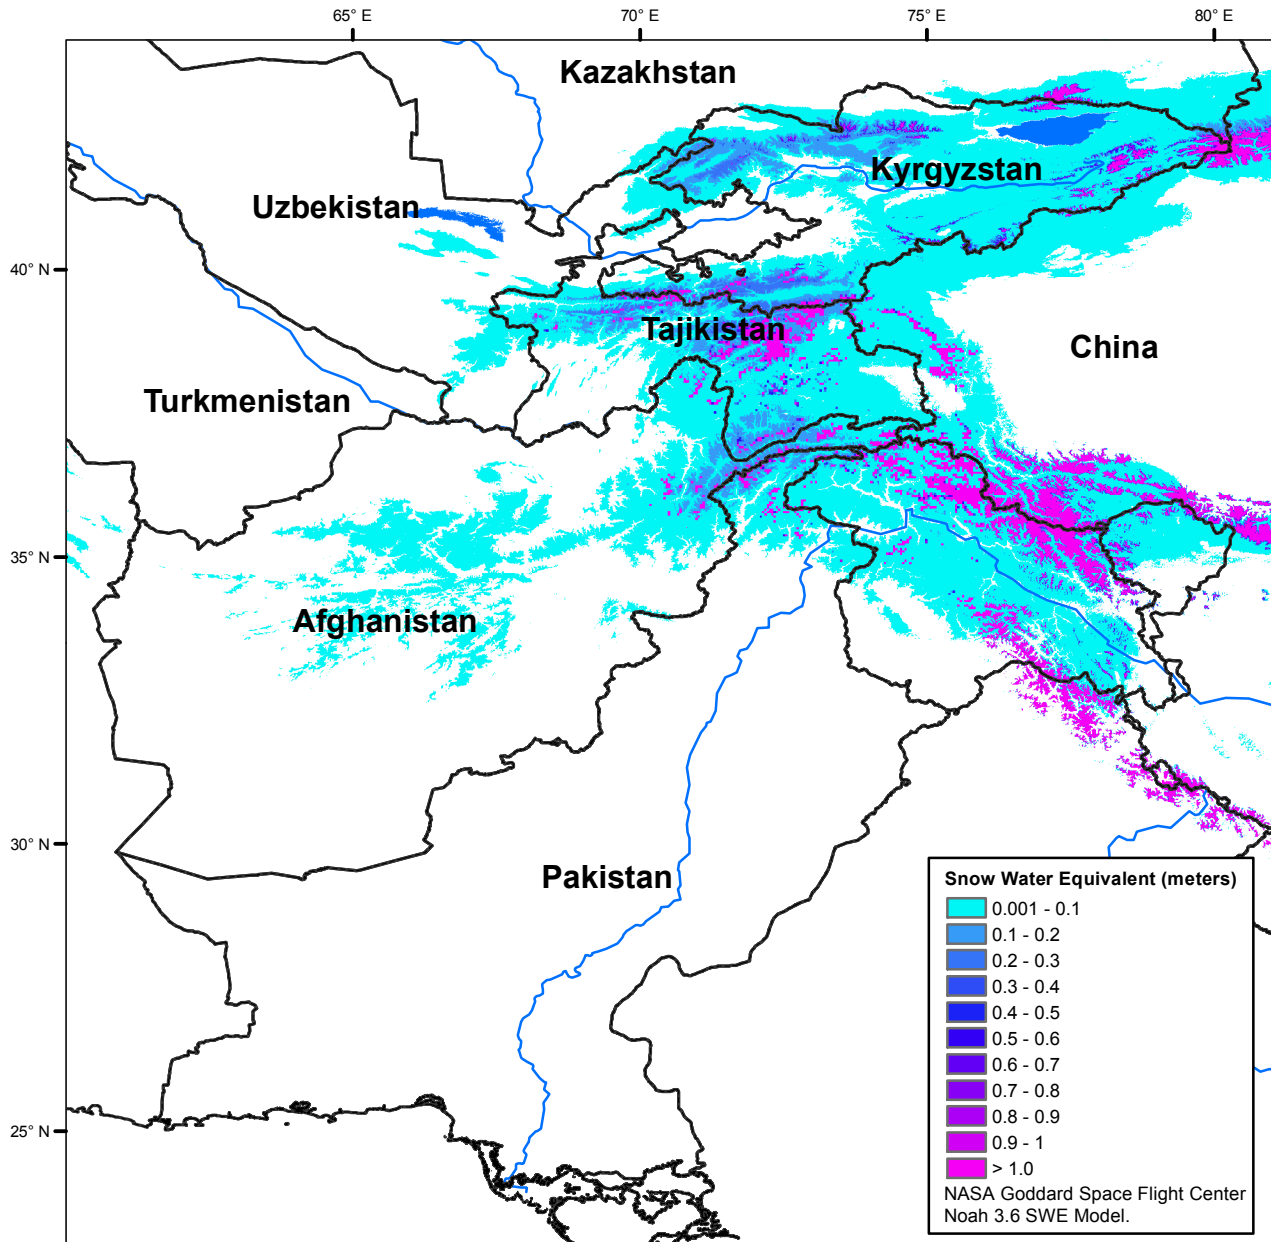 65° E
70° E
75° E
80° E
Kazakhstan
Kyrgyzstan
Uzbekistan
40° N
Tajikistan
China
Turkmenistan
35° N
Afghanistan
30° N
Pakistan
25° N
Snow Water Equivalent (meters)
0.001 - 0.1
0.1 - 0.2
0.2 - 0.3
0.3 - 0.4
0.4 - 0.5
0.5 - 0.6
0.6 - 0.7
0.7 - 0.8
0.8 - 0.9
0.9 - 1
> 1.0
NASA Goddard Space Flight Center
Noah 3.6 SWE Model.